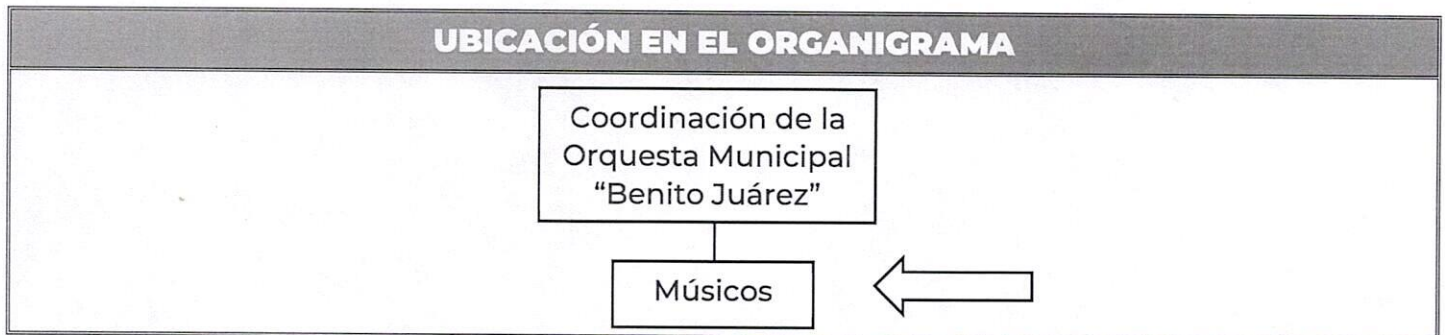 UBICACIÓN EN EL ORGANIGRAMA
Coordinación de la
Orquesta Municipal
“Benito Juárez”
Músicos